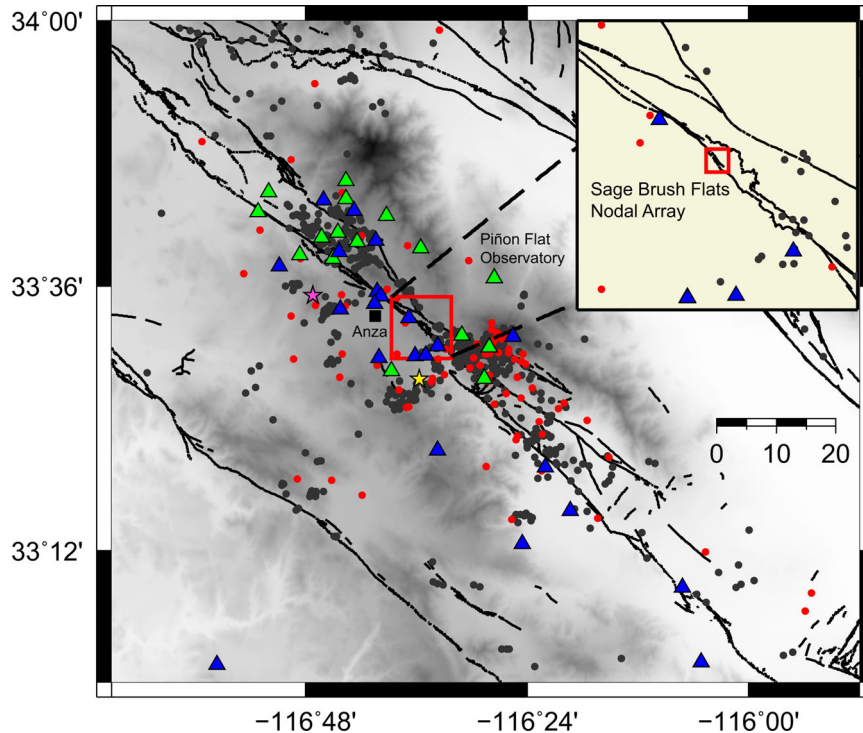 34˚00'
33˚36'
33˚12'
−116˚48'
−116˚24'
−116˚00'
Sage Brush Flats
Nodal Array
Piñon Flat
Observatory
Anza
0 10 20